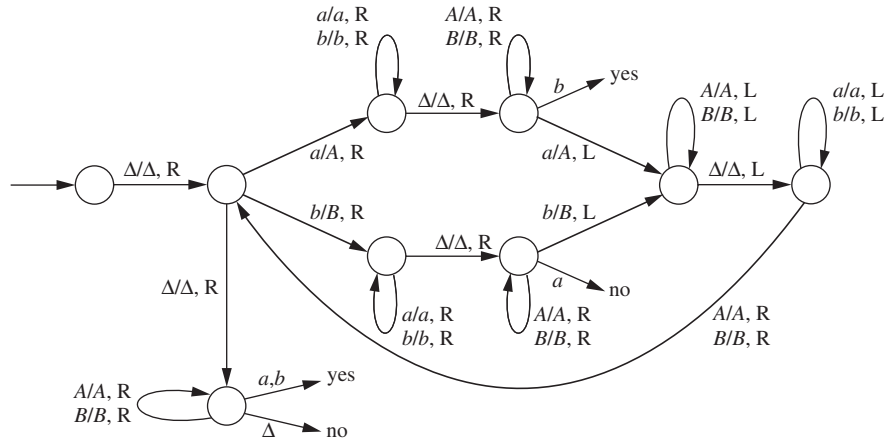 a/a, R
b/b, R
A/A, R
B/B, R
b
yes
Δ/Δ, R
A/A, L
B/B, L
a/a, L
b/b, L
a/A, R
a/A, L
Δ/Δ, R
Δ/Δ, L
b/B, R
b/B, L
Δ/Δ, R
a
no
Δ/Δ, R
a/a, R
b/b, R
A/A, R
B/B, R
A/A, R
B/B, R
A/A, R
B/B, R
a,b
yes
Δ
no